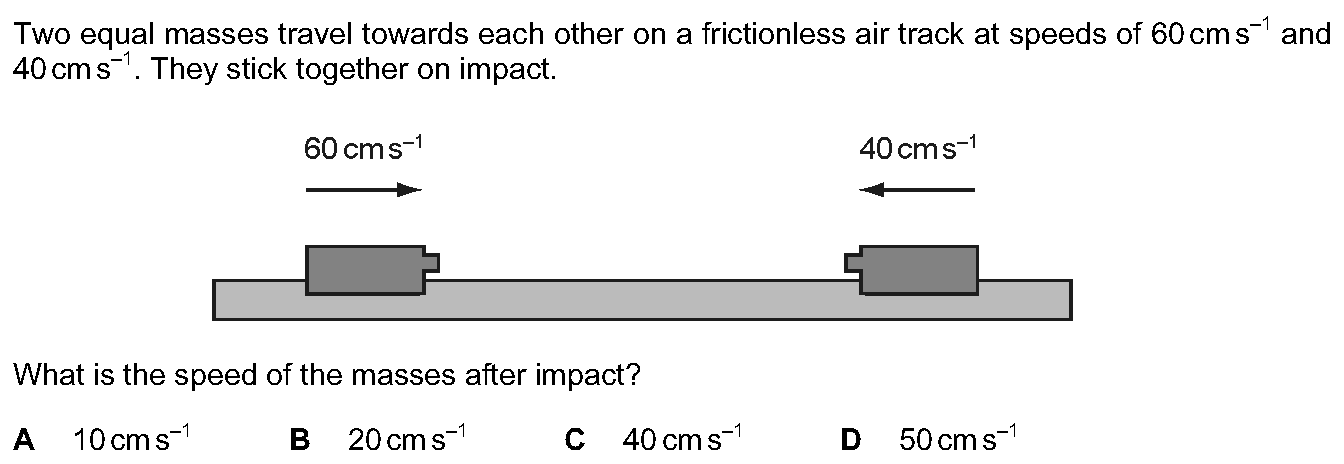 Two equal masses travel towards each other on a frictionless air track at speeds of 60 cm s⁻¹ and
40 cm s⁻¹. They stick together on impact.
60 cm s⁻¹ 40 cm s⁻¹
What is the speed of the masses after impact?
A 10 cm s⁻¹ B 20 cm s⁻¹ C 40 cm s⁻¹ D 50 cm s⁻¹